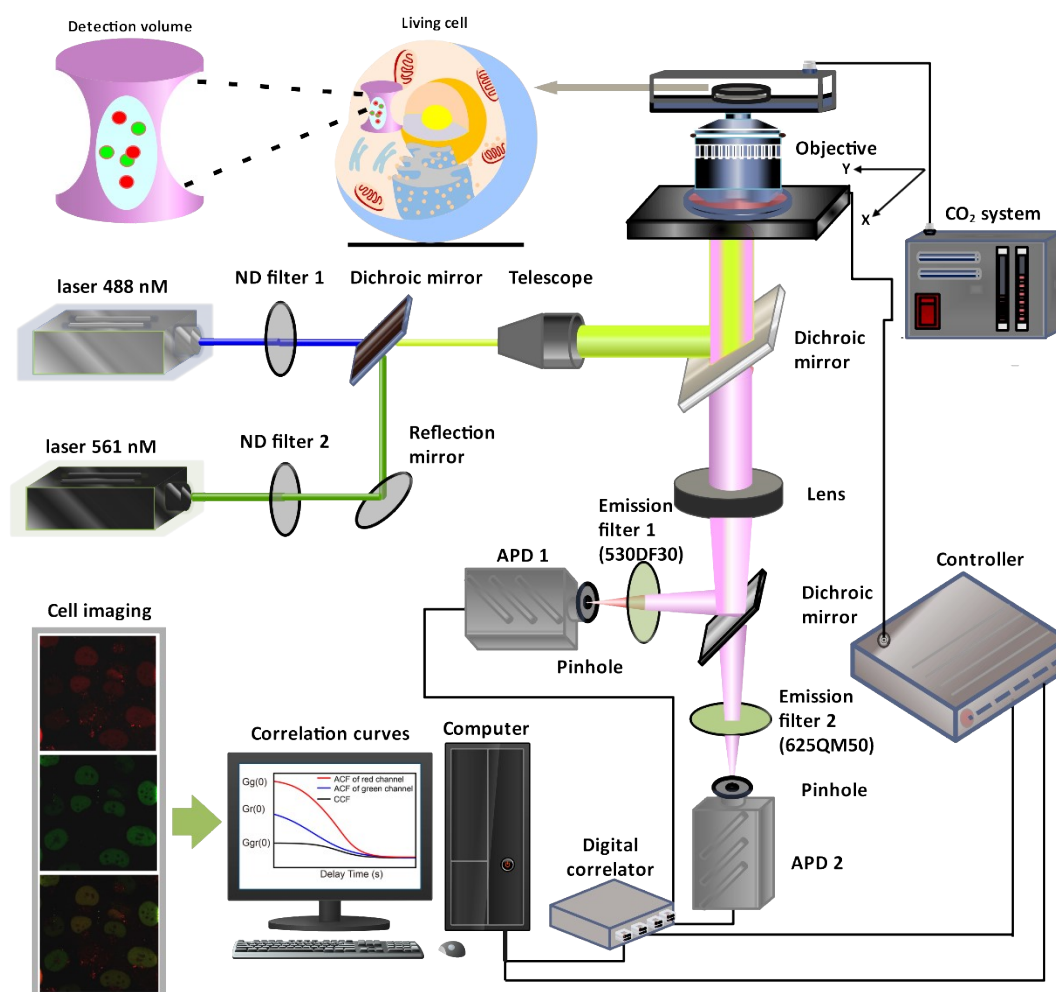 Detection volume
Living cell
Objective
Y
X
CO₂ system
laser 488 nM
ND filter 1
Dichroic mirror
Telescope
Dichroic
mirror
laser 561 nM
ND filter 2
Reflection
mirror
Lens
Emission
filter 1
(530DF30)
APD 1
Pinhole
Dichroic
mirror
Controller
Cell imaging
Emission
filter 2
(625QM50)
Pinhole
APD 2
Correlation curves
Computer
Gg(0)
Gr(0)
Ggr(0)
ACF of red channel
ACF of green channel
CCF
Delay Time (s)
Digital
correlator